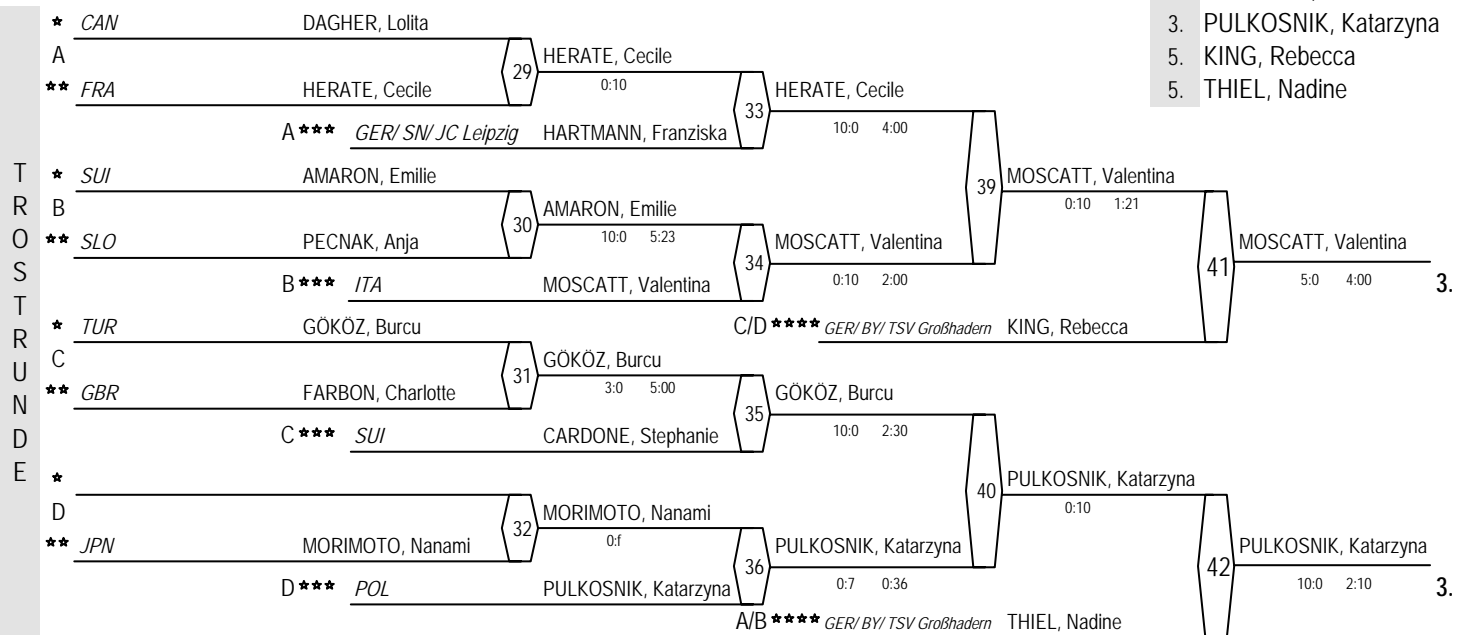 3. PULKOSNIK, Katarzyna
5. KING, Rebecca
5. THIEL, Nadine
TROSTRUNDE
* CAN DAGHER, Lolita
A
** FRA HERATE, Cecile
29 HERATE, Cecile
0:10
A *** GER/ SN/ JC Leipzig HARTMANN, Franziska
33 HERATE, Cecile
10:0 4:00
* SUI AMARON, Emilie
B
** SLO PECNAK, Anja
30 AMARON, Emilie
10:0 5:23
B *** ITA MOSCATT, Valentina
34 MOSCATT, Valentina
0:10 2:00
39 MOSCATT, Valentina
0:10 1:21
C/D **** GER/ BY/ TSV Großhadern KING, Rebecca
41 MOSCATT, Valentina
5:0 4:00 3.
* TUR GÖKÖZ, Burcu
C
** GBR FARBON, Charlotte
31 GÖKÖZ, Burcu
3:0 5:00
C *** SUI CARDONE, Stephanie
35 GÖKÖZ, Burcu
10:0 2:30
*
D
** JPN MORIMOTO, Nanami
32 MORIMOTO, Nanami
0:f
D *** POL PULKOSNIK, Katarzyna
36 PULKOSNIK, Katarzyna
0:7 0:36
40 PULKOSNIK, Katarzyna
0:10
A/B **** GER/ BY/ TSV Großhadern THIEL, Nadine
42 PULKOSNIK, Katarzyna
10:0 2:10 3.